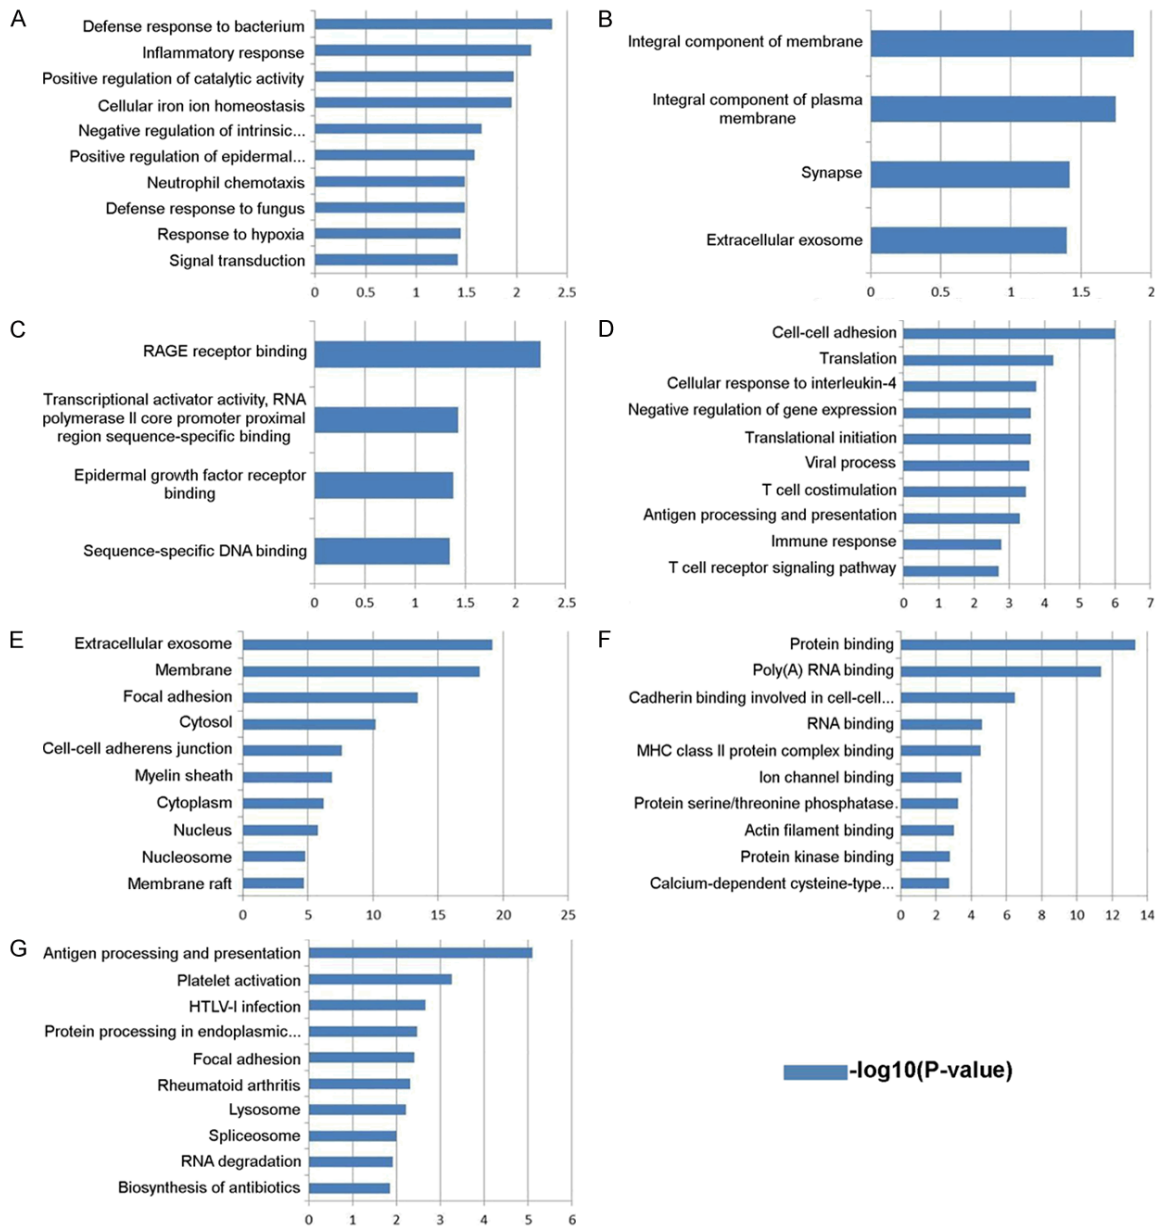 A
Defense response to bacterium
Inflammatory response
Positive regulation of catalytic activity
Cellular iron ion homeostasis
Negative regulation of intrinsic...
Positive regulation of epidermal...
Neutrophil chemotaxis
Defense response to fungus
Response to hypoxia
Signal transduction
0 0.5 1 1.5 2 2.5
B
Integral component of membrane
Integral component of plasma
membrane
Synapse
Extracellular exosome
0 0.5 1 1.5 2
C
RAGE receptor binding
Transcriptional activator activity, RNA
polymerase II core promoter proximal
region sequence-specific binding
Epidermal growth factor receptor
binding
Sequence-specific DNA binding
0 0.5 1 1.5 2 2.5
D
Cell-cell adhesion
Translation
Cellular response to interleukin-4
Negative regulation of gene expression
Translational initiation
Viral process
T cell costimulation
Antigen processing and presentation
Immune response
T cell receptor signaling pathway
0 1 2 3 4 5 6 7
E
Extracellular exosome
Membrane
Focal adhesion
Cytosol
Cell-cell adherens junction
Myelin sheath
Cytoplasm
Nucleus
Nucleosome
Membrane raft
0 5 10 15 20 25
F
Protein binding
Poly(A) RNA binding
Cadherin binding involved in cell-cell...
RNA binding
MHC class II protein complex binding
Ion channel binding
Protein serine/threonine phosphatase.
Actin filament binding
Protein kinase binding
Calcium-dependent cysteine-type...
0 2 4 6 8 10 12 14
G
Antigen processing and presentation
Platelet activation
HTLV-I infection
Protein processing in endoplasmic...
Focal adhesion
Rheumatoid arthritis
Lysosome
Spliceosome
RNA degradation
Biosynthesis of antibiotics
0 1 2 3 4 5 6
-log10(P-value)